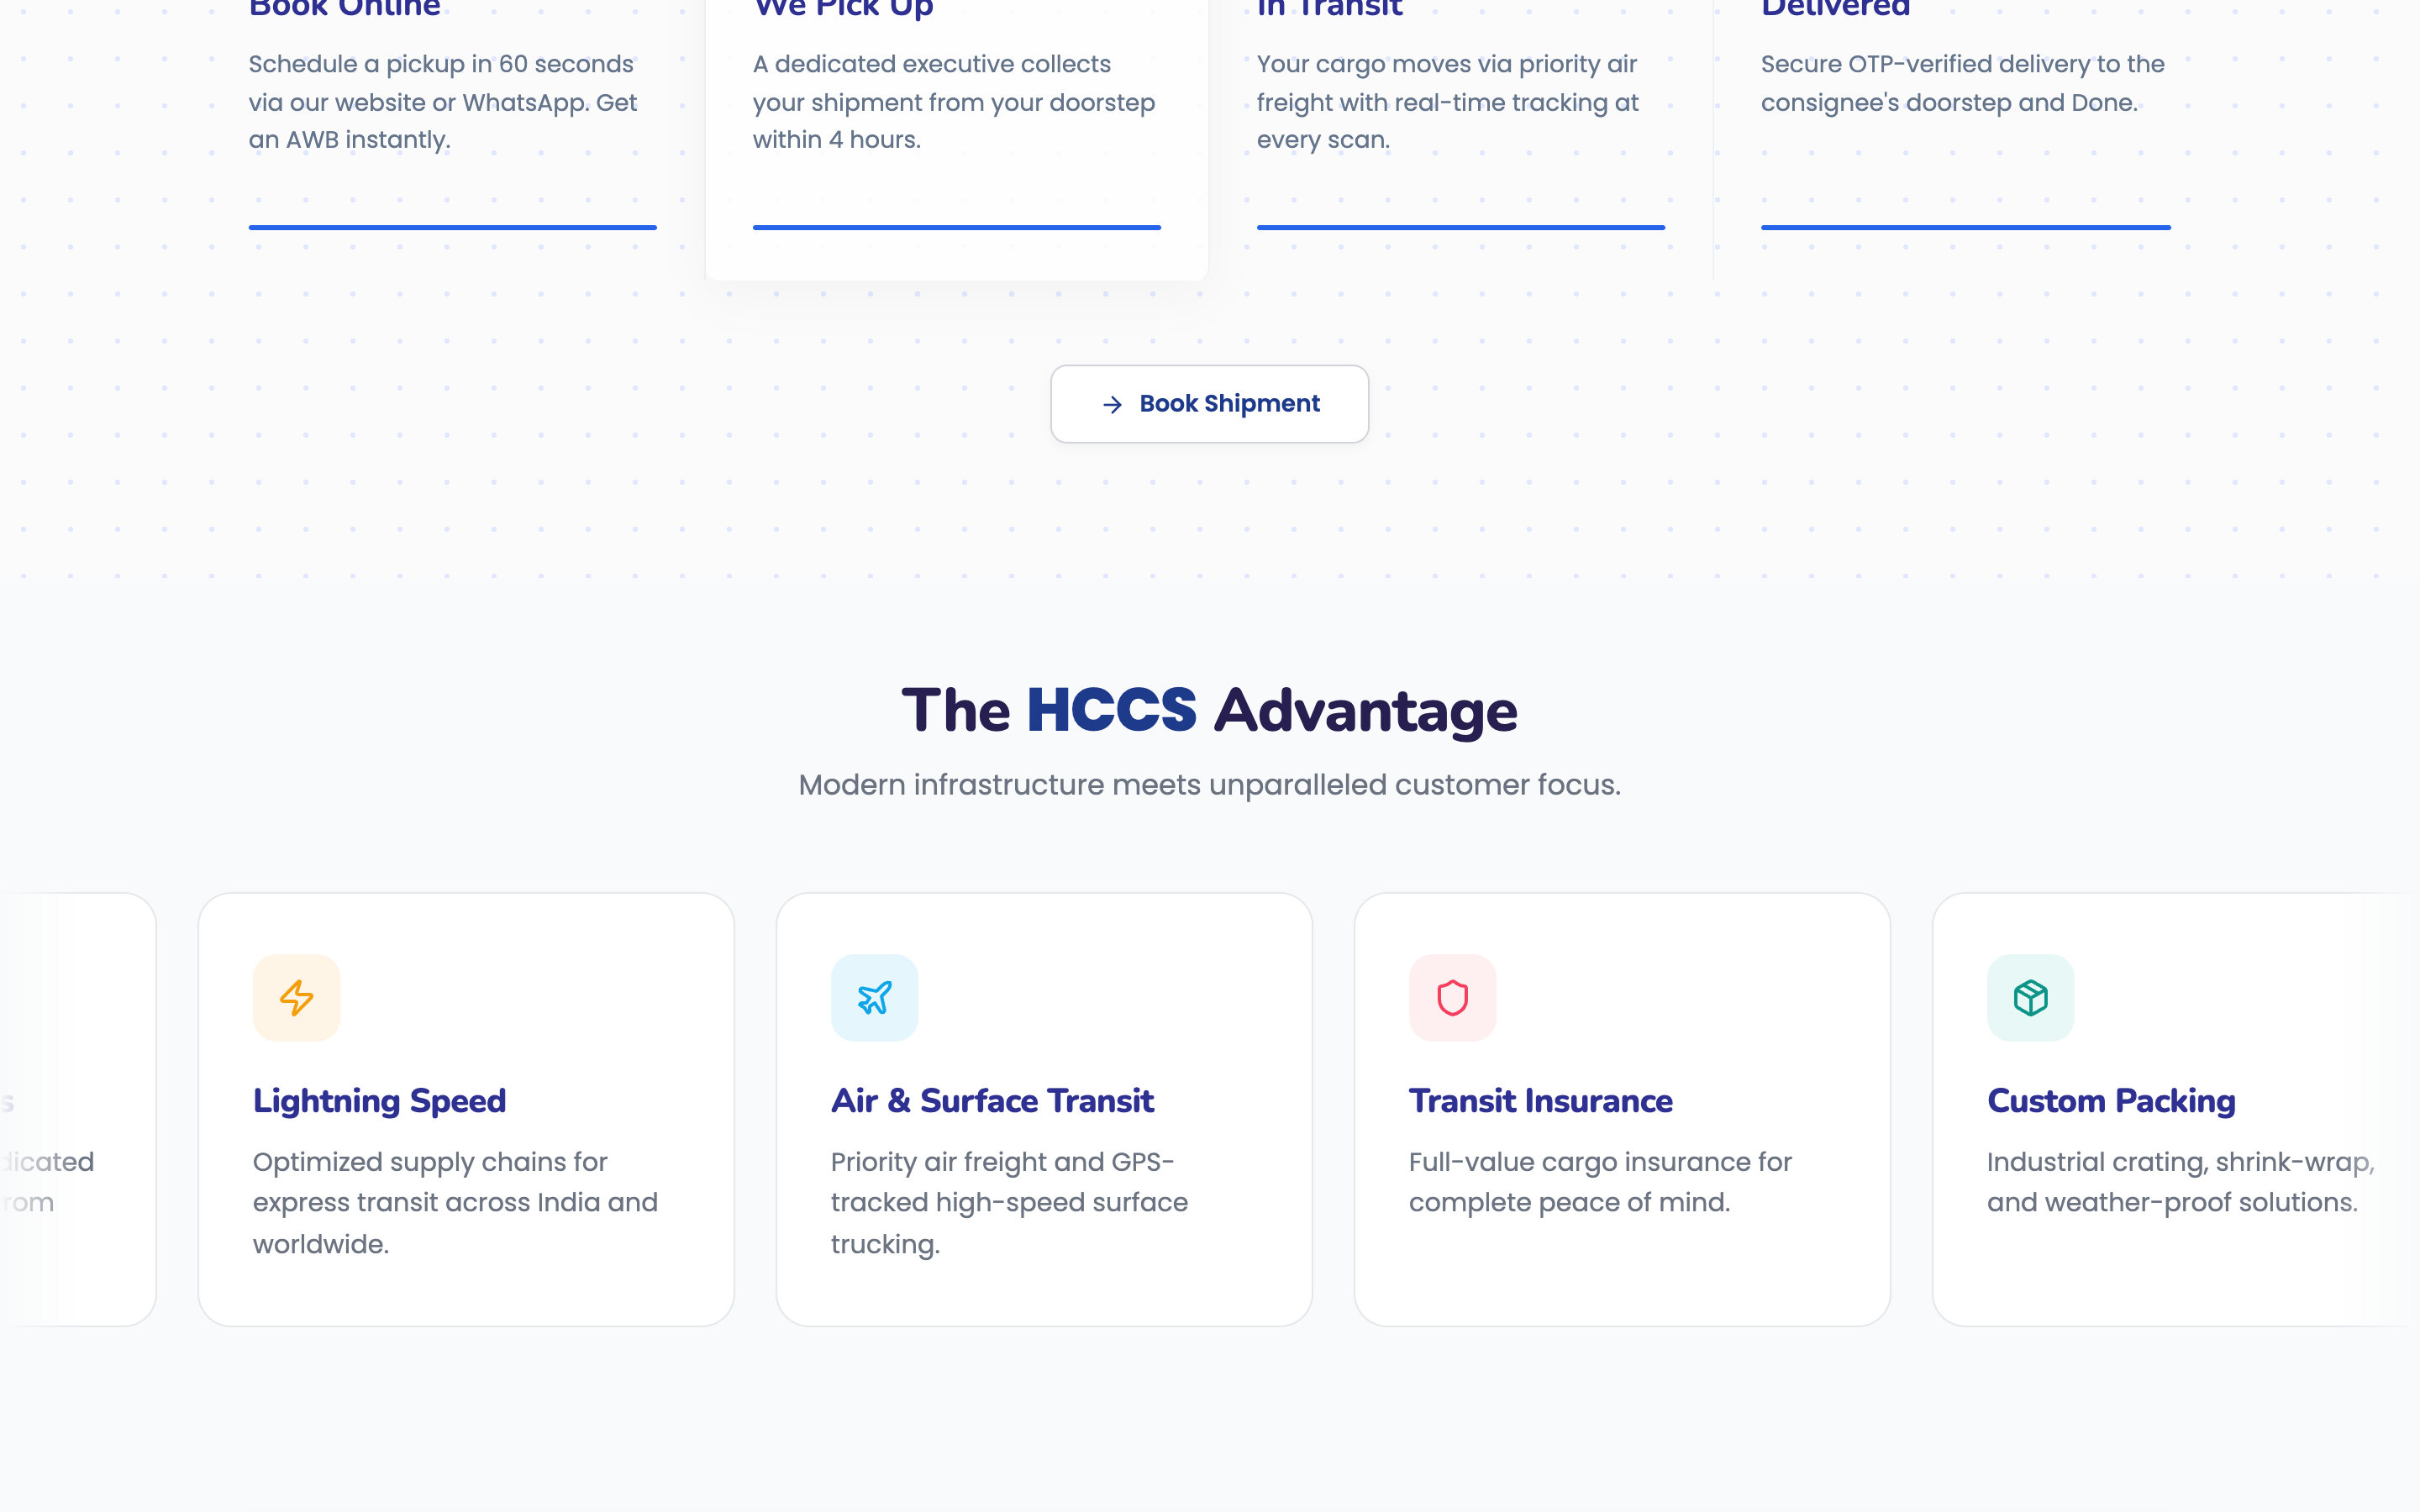 Book Online
We Pick Up
In Transit
Delivered
Schedule a pickup in 60 seconds
via our website or WhatsApp. Get
an AWB instantly.
A dedicated executive collects
your shipment from your doorstep
within 4 hours.
Your cargo moves via priority air
freight with real-time tracking at
every scan.
Secure OTP-verified delivery to the
consignee's doorstep and Done.
Book Shipment
The HCCS Advantage
Modern infrastructure meets unparalleled customer focus.
Lightning Speed
Optimized supply chains for
express transit across India and
worldwide.
Air & Surface Transit
Priority air freight and GPS-
tracked high-speed surface
trucking.
Transit Insurance
Full-value cargo insurance for
complete peace of mind.
Custom Packing
Industrial crating, shrink-wrap,
and weather-proof solutions.